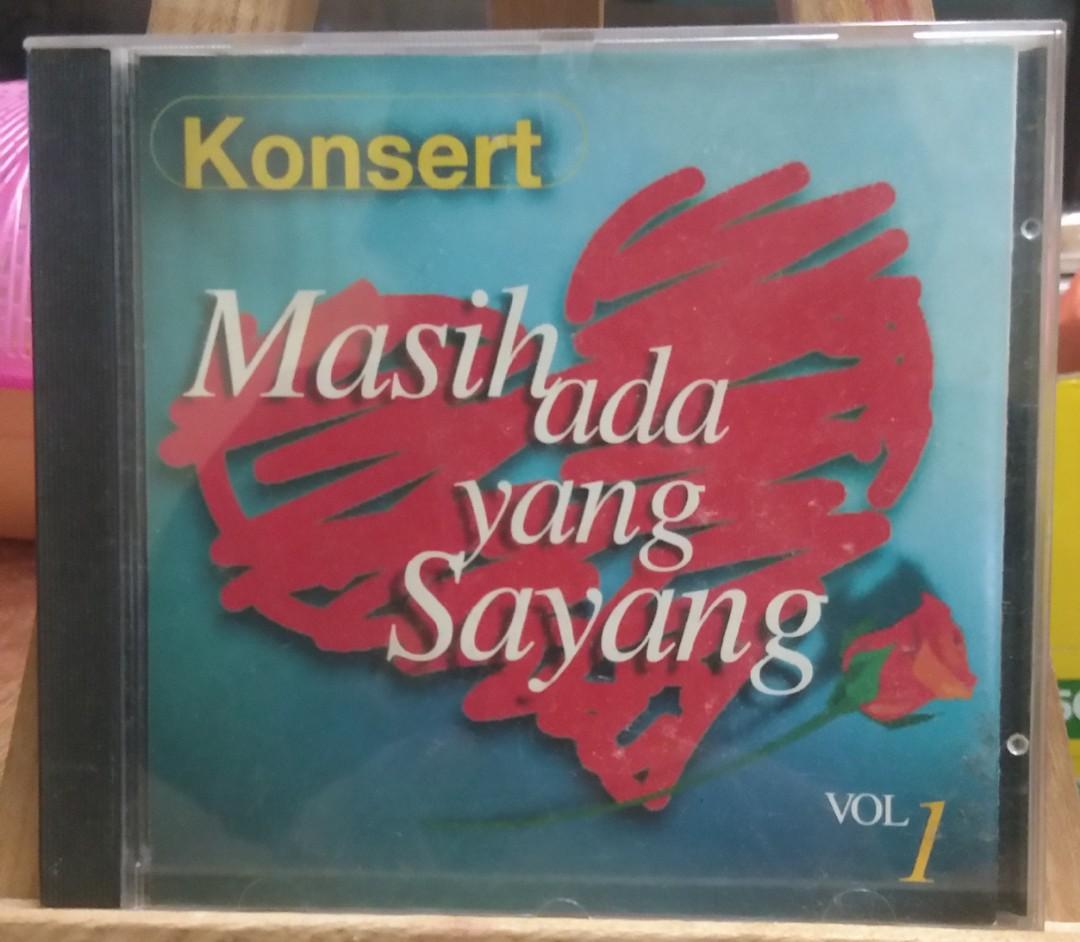 Konsert
Masih
ada
yang
Sayang
VOL 1